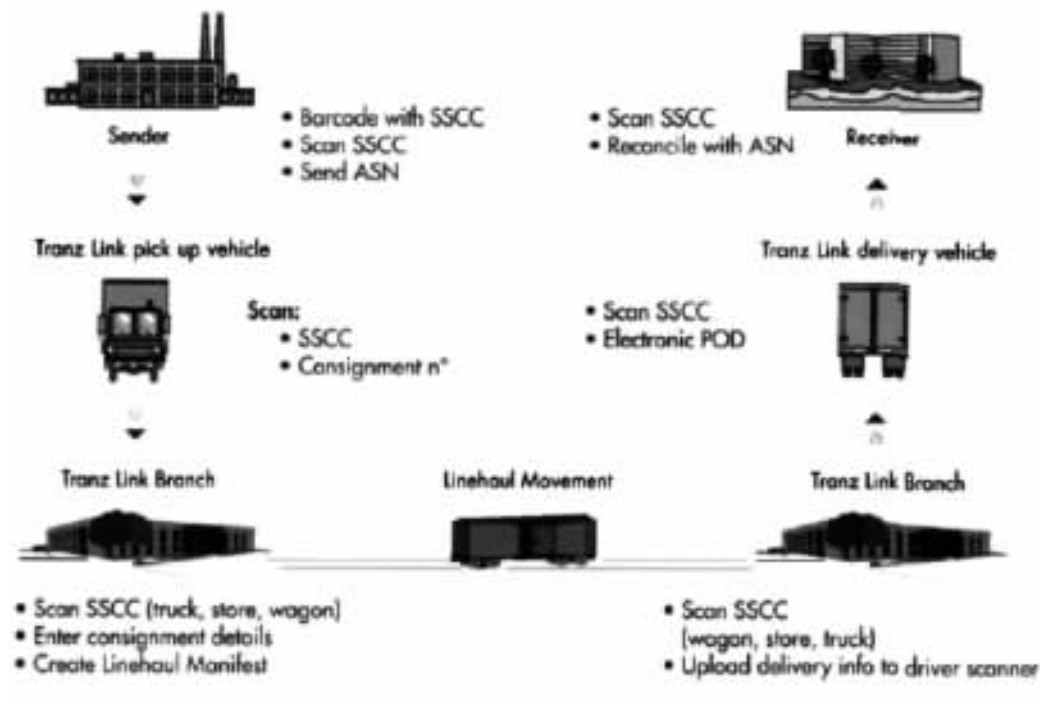 Sender
• Barcode with SSCC
• Scan SSCC
• Send ASN
• Scan SSCC
• Reconcile with ASN
Receiver
Tranz Link pick up vehicle
Scan:
• SSCC
• Consignment n°
Tranz Link delivery vehicle
• Scan SSCC
• Electronic POD
Tranz Link Branch
Linehaul Movement
Tranz Link Branch
• Scan SSCC (truck, store, wagon)
• Enter consignment details
• Create Linehaul Manifest
• Scan SSCC
(wagon, store, truck)
• Upload delivery info to driver scanner